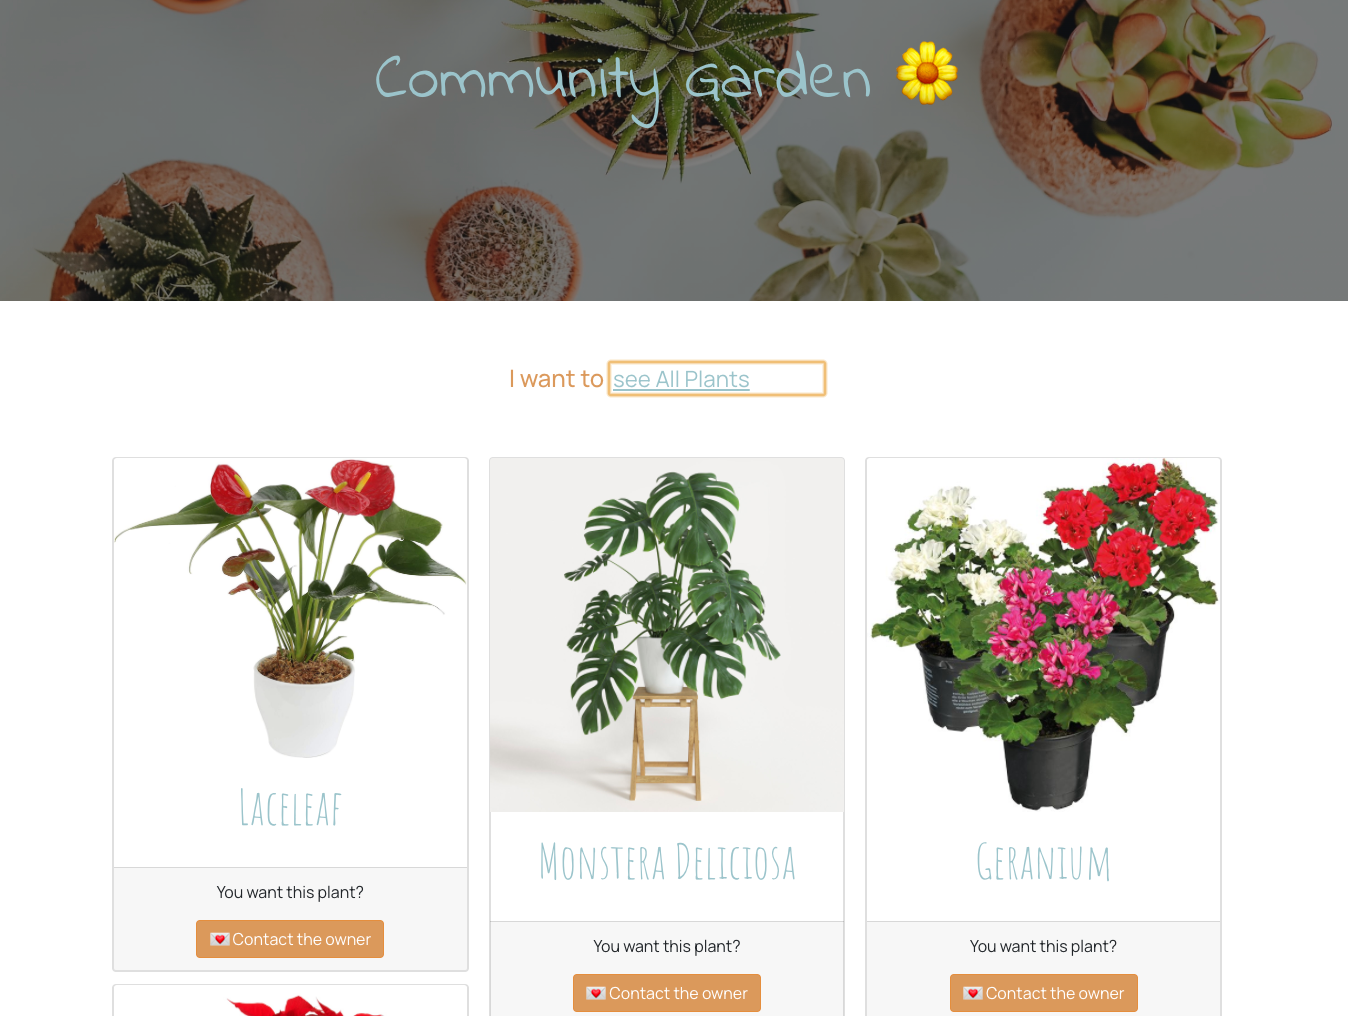 Community Garden
I want to see All Plants
Laceleaf
You want this plant?
Contact the owner
Monstera Deliciosa
You want this plant?
Contact the owner
Geranium
You want this plant?
Contact the owner